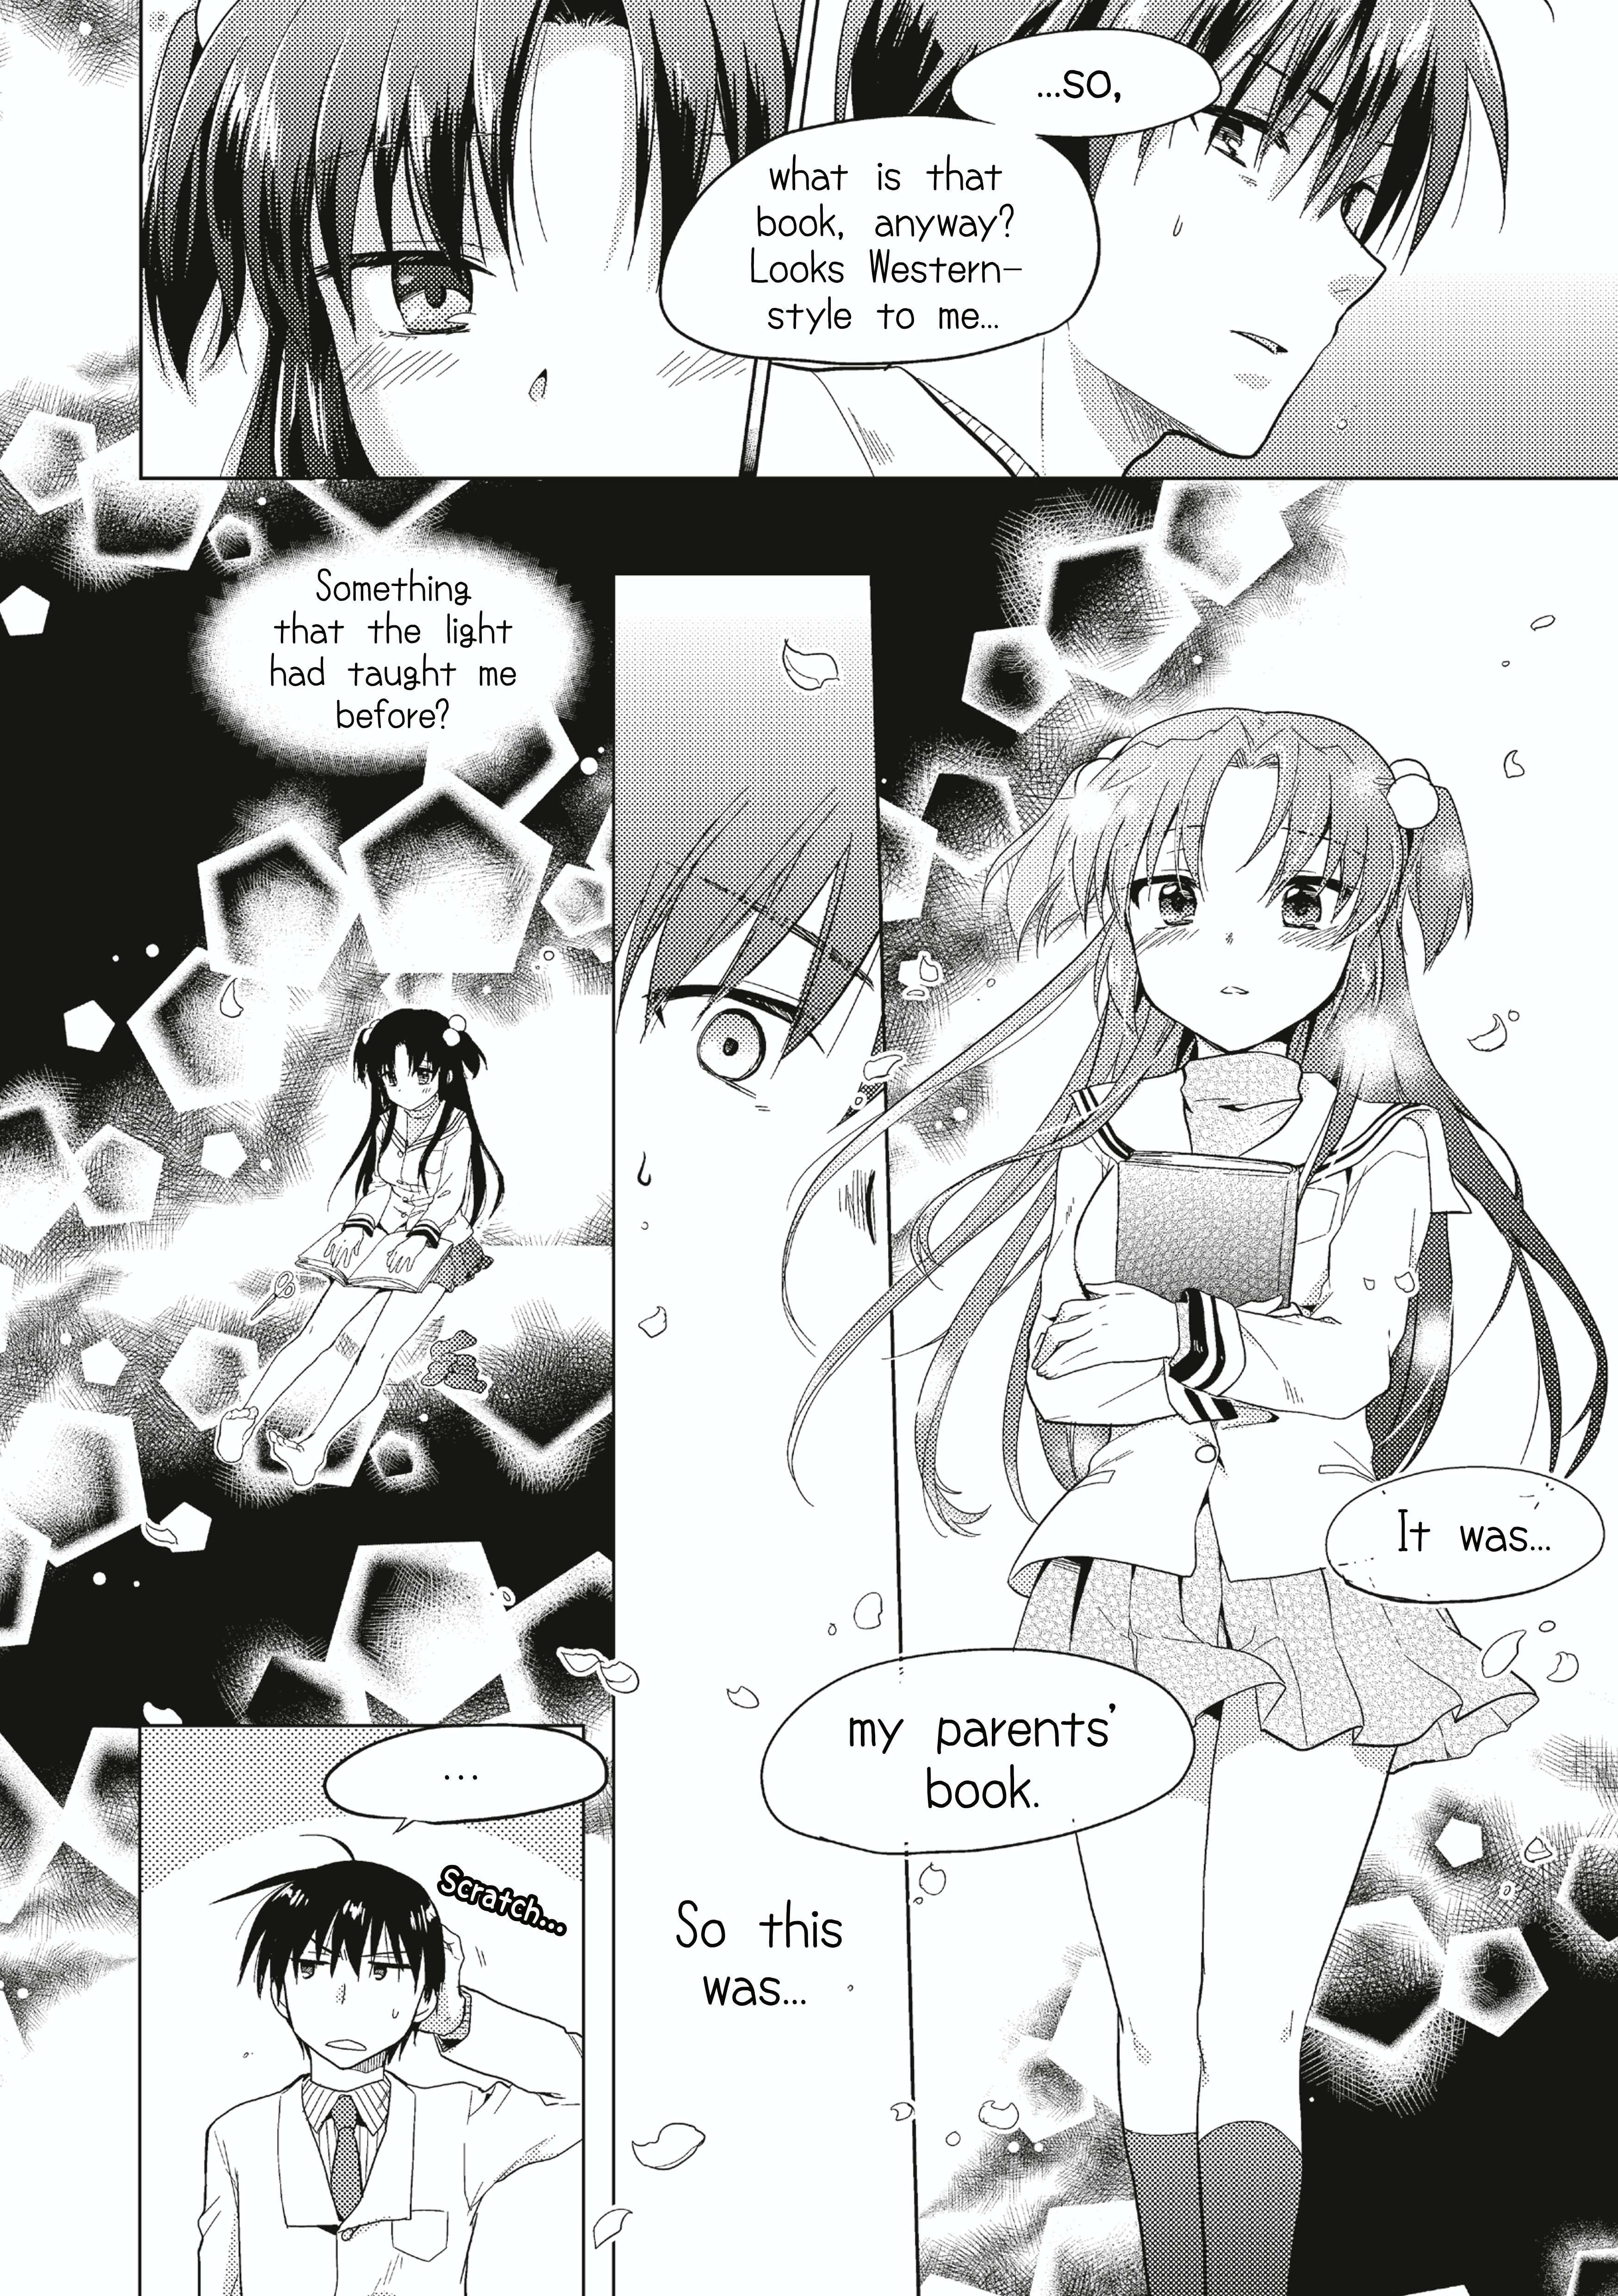 ...so,
what is that
book, anyway?
Looks Western-
style to me...
It was...
my parents'
book.
So this
was...
Something
that the light
had taught me
before?
...
Scratch...